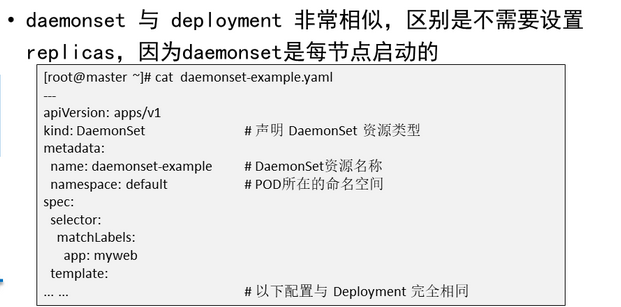 • daemonset 与 deployment 非常相似，区别是不需要设置
replicas，因为daemonset是每节点启动的
[root@master ~]# cat daemonset-example.yaml
---
apiVersion: apps/v1
kind: DaemonSet # 声明 DaemonSet 资源类型
metadata:
  name: daemonset-example # DaemonSet资源名称
  namespace: default # POD所在的命名空间
spec:
  selector:
    matchLabels:
      app: myweb
  template:
... ... # 以下配置与 Deployment 完全相同